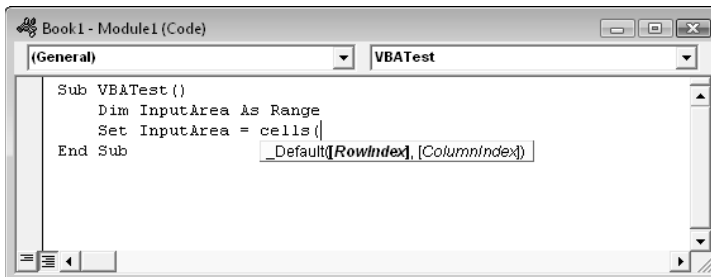 Book1 - Module1 (Code)
(General) VBATest
Sub VBATest()
Dim InputArea As Range
Set InputArea = cells(
End Sub _Default([RowIndex], [ColumnIndex])